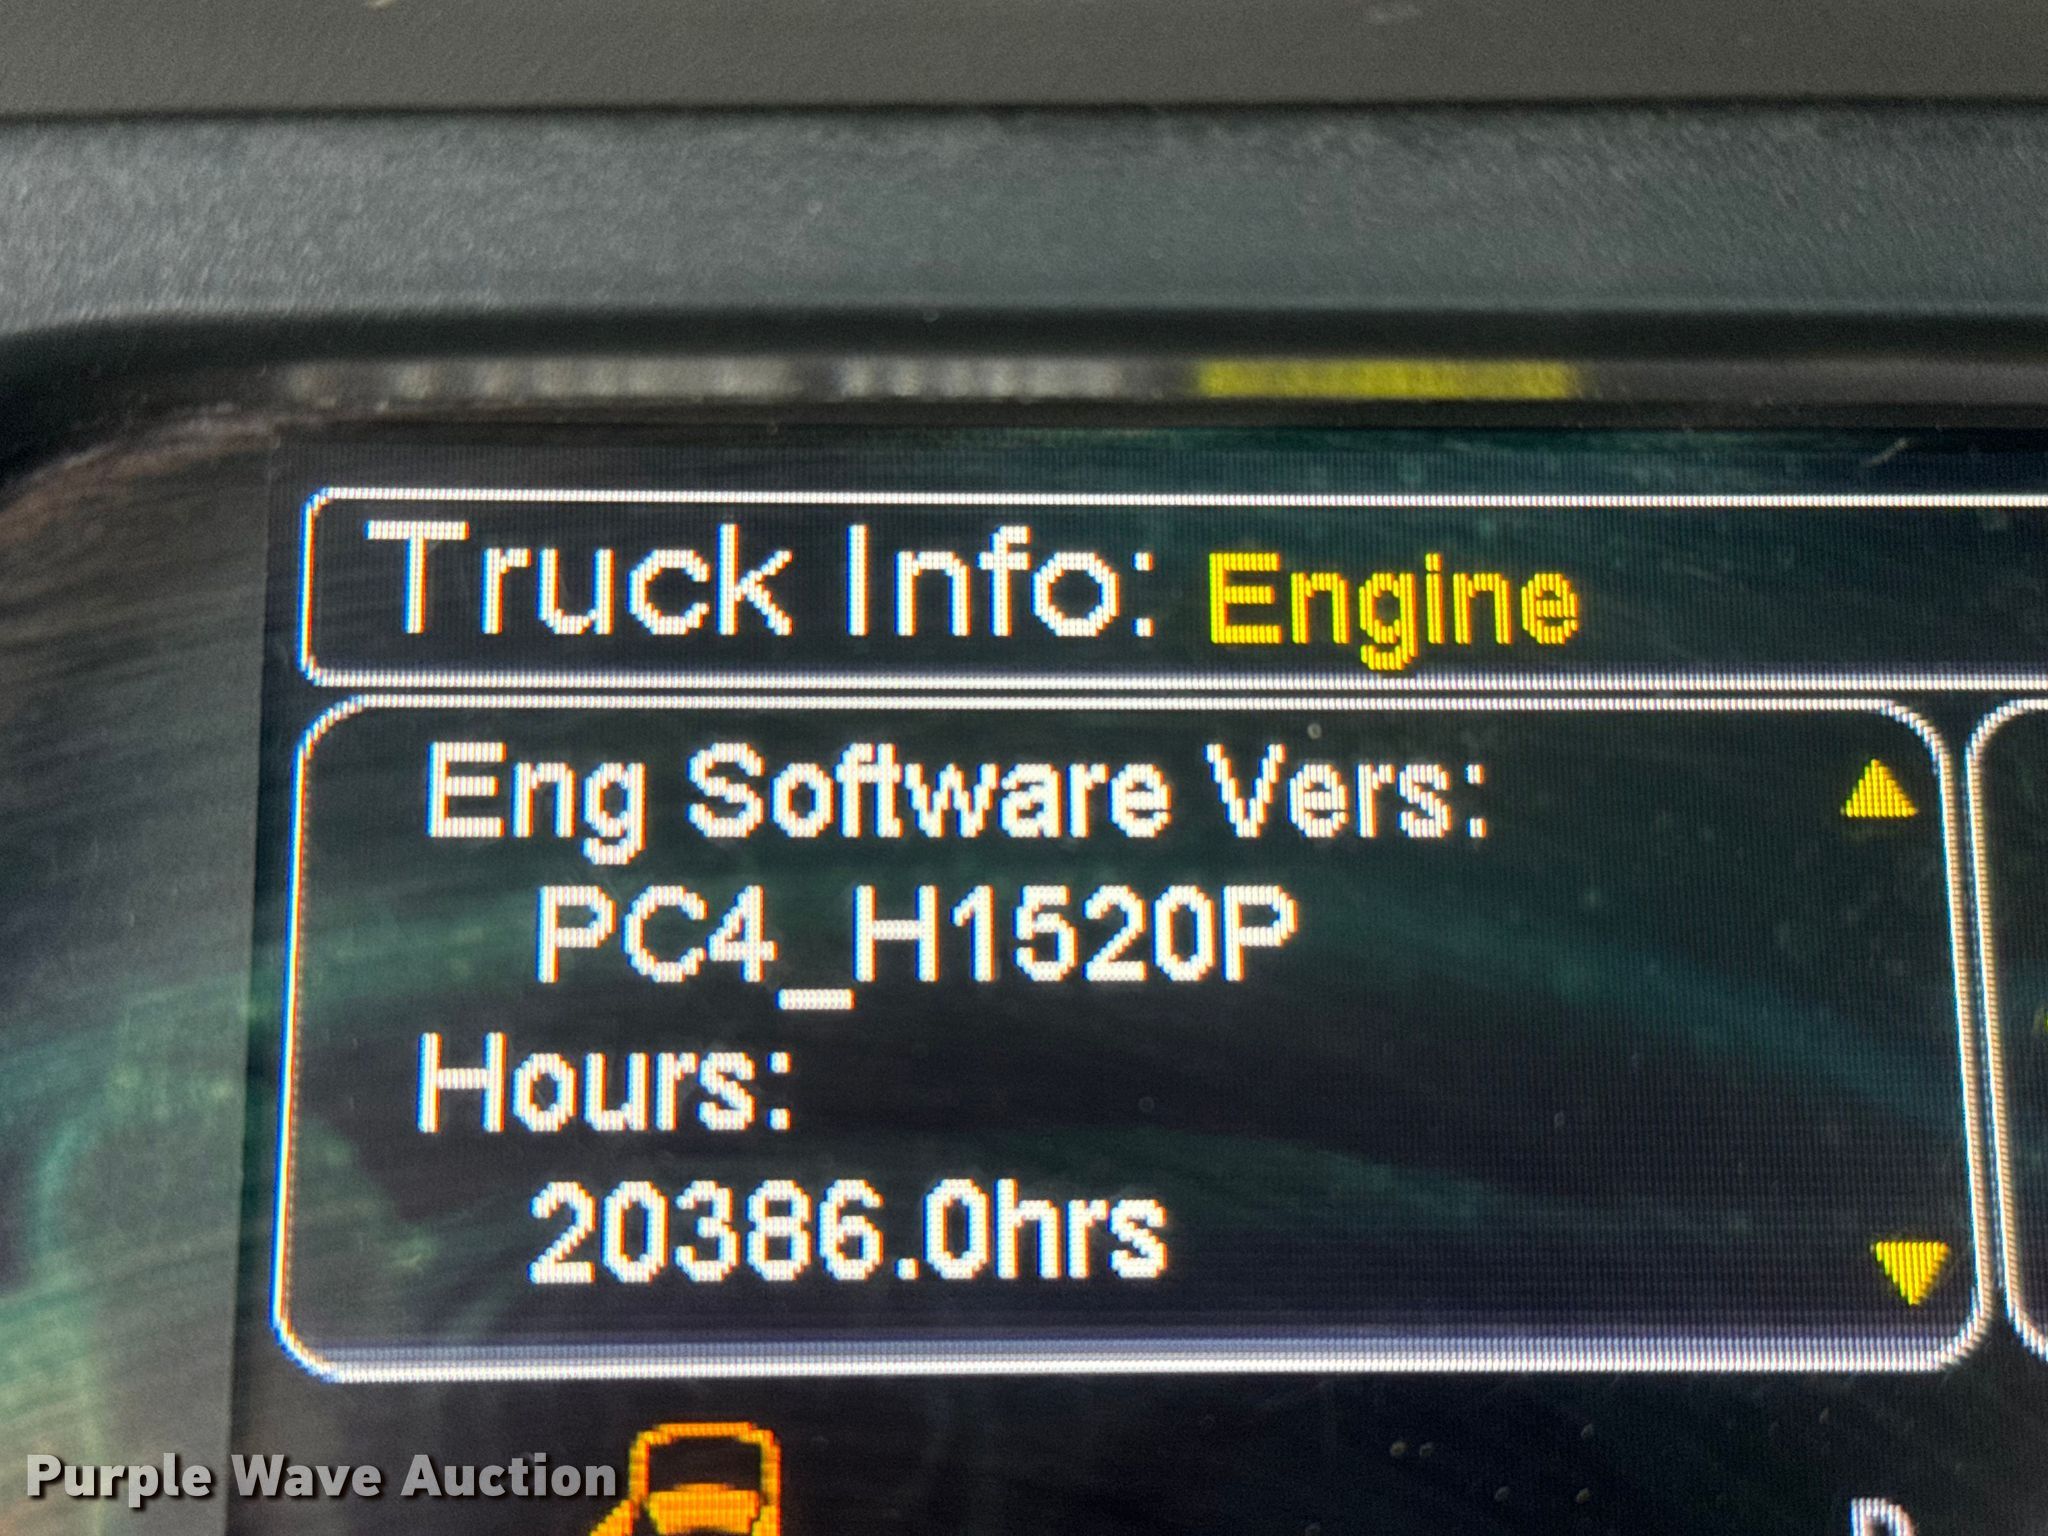 Truck Info: Engine
Eng Software Vers:
PC4_H1520P
Hours:
20386.0hrs
Purple Wave Auction